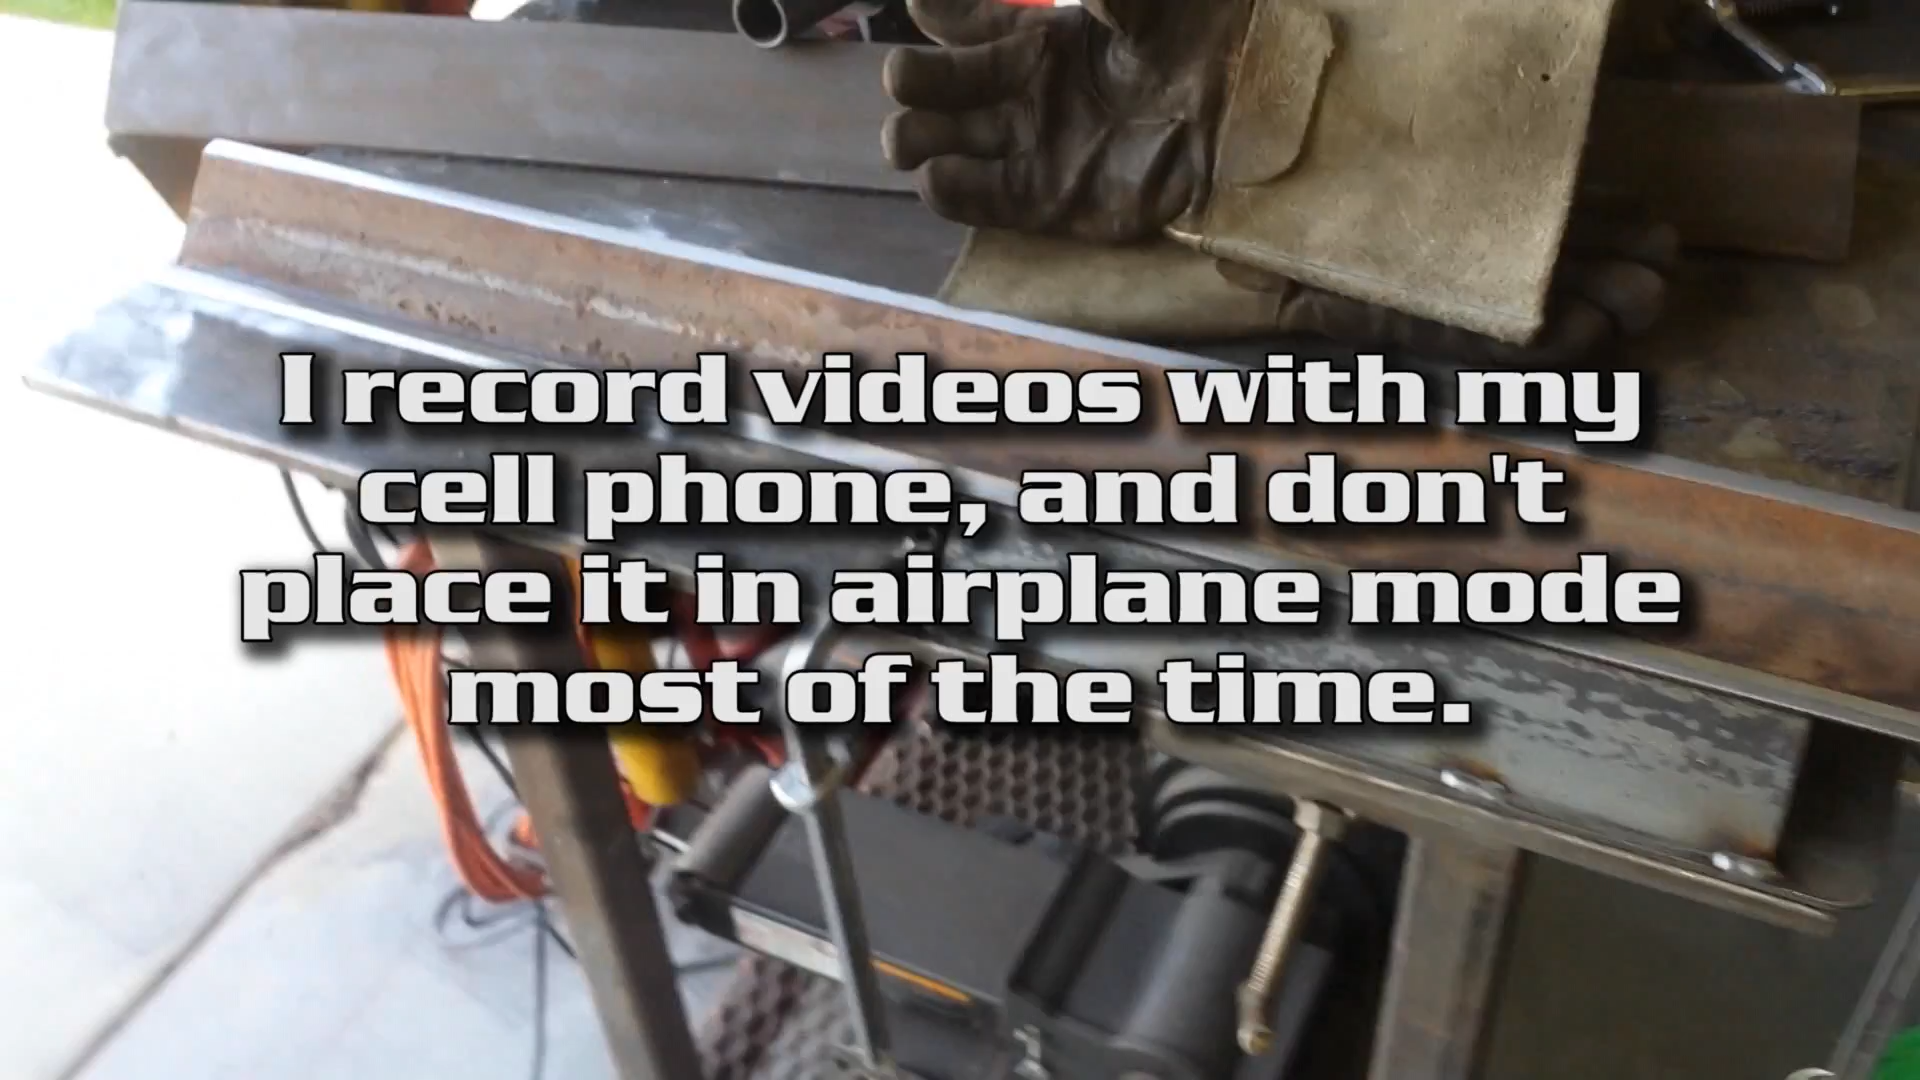 I record videos with my
cell phone, and don't
place it in airplane mode
most of the time.